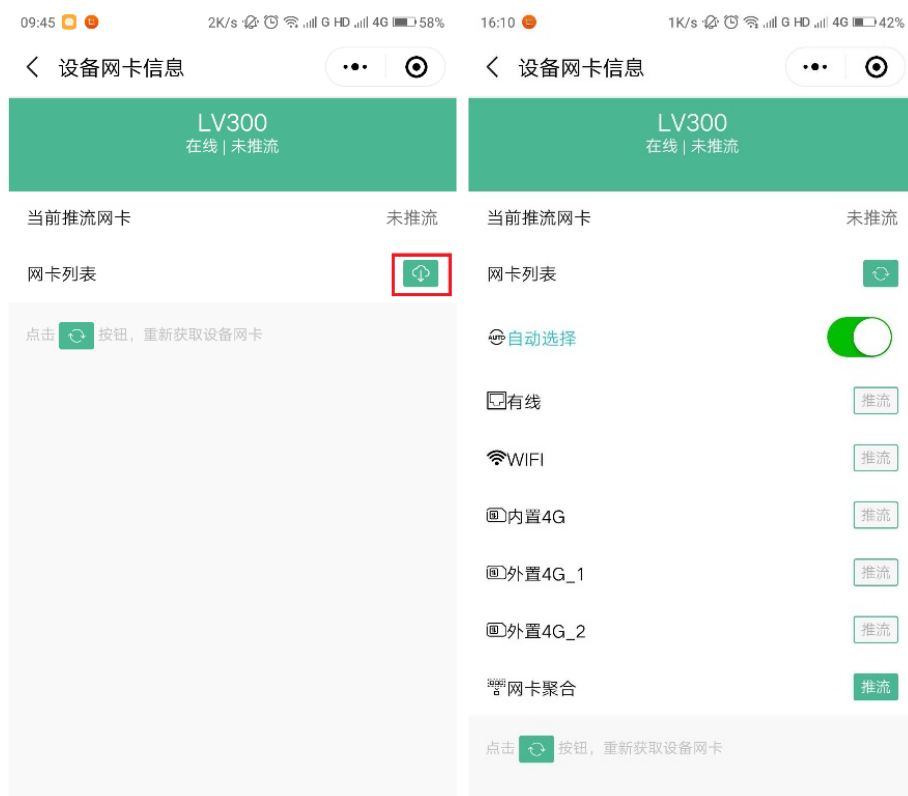 09:45 2K/s G HD 4G 58%
设备网卡信息
LV300
在线 | 未推流
当前推流网卡 未推流
网卡列表
点击 按钮，重新获取设备网卡
16:10 1K/s G HD 4G 42%
设备网卡信息
LV300
在线 | 未推流
当前推流网卡 未推流
网卡列表
AUTO 自动选择
有线 推流
WIFI 推流
内置4G 推流
外置4G_1 推流
外置4G_2 推流
网卡聚合 推流
点击 按钮，重新获取设备网卡